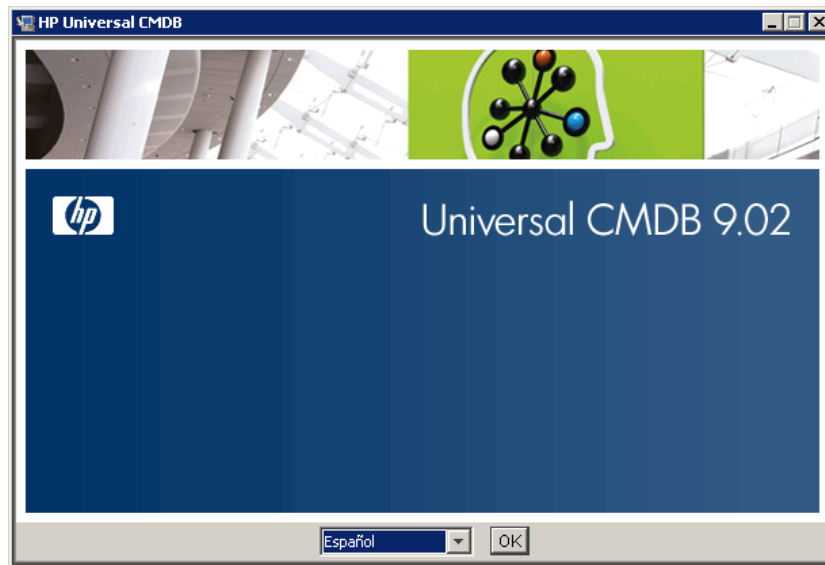 HP Universal CMDB
hp
Universal CMDB 9.02
Español
OK